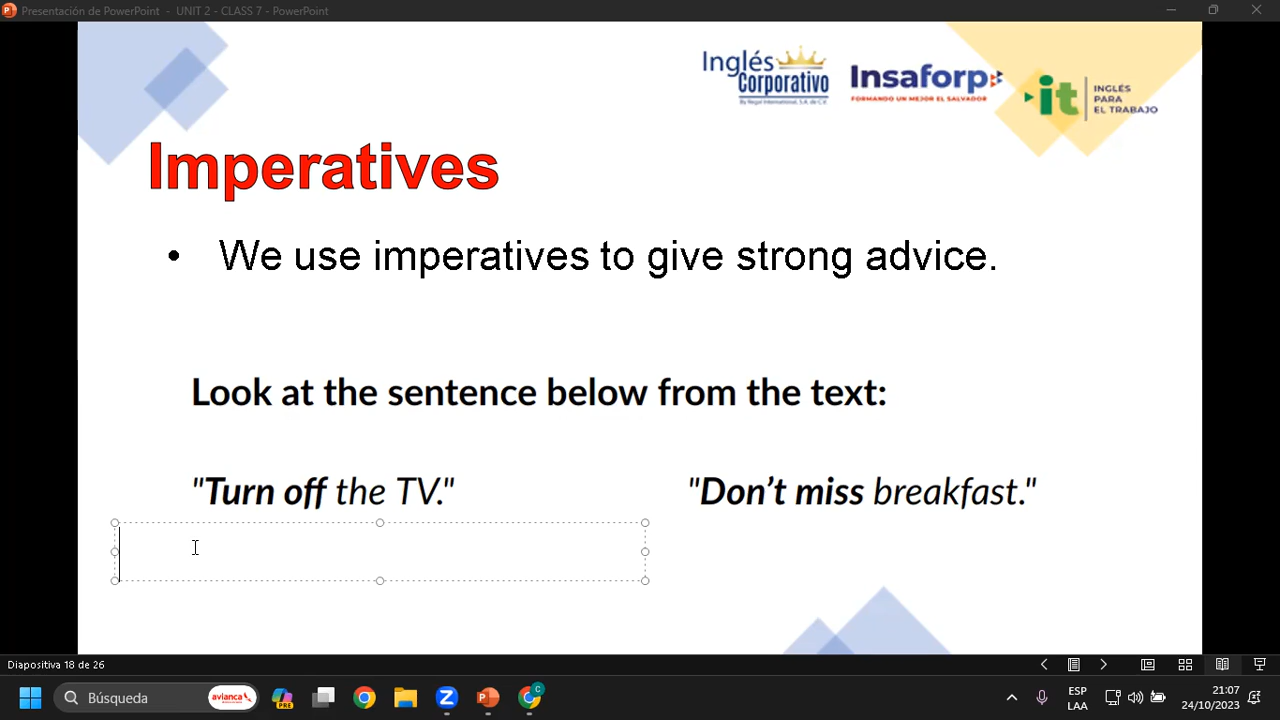 Presentación de PowerPoint - UNIT 2 - CLASS 7 - PowerPoint
Inglés
Corporativo
By Regal International, S.A. de C.V.
Insaforp
FORMANDO UN MEJOR EL SALVADOR
it
INGLÉS
PARA
EL TRABAJO
Imperatives
• We use imperatives to give strong advice.
Look at the sentence below from the text:
"Turn off the TV."
"Don't miss breakfast."
Diapositiva 18 de 26
Búsqueda
avianca
PRE
C
ESP
LAA
21:07
24/10/2023